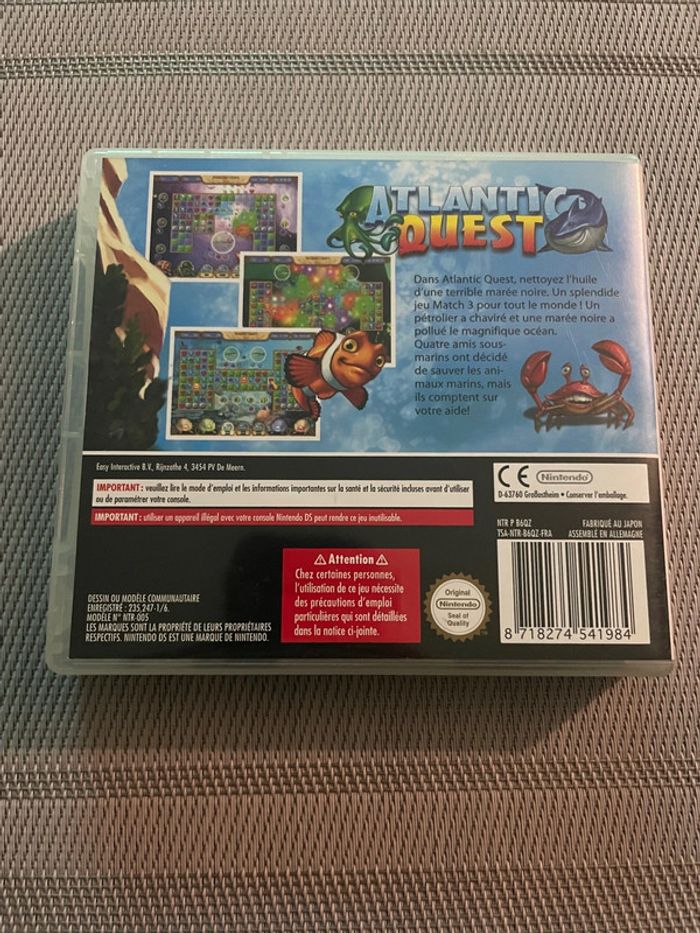 ATLANTIC
QUEST
Dans Atlantic Quest, nettoyez l'huile
d'une terrible marée noire. Un splendide
jeu Match 3 pour tout le monde ! Un
pétrolier a chaviré et une marée noire a
pollué le magnifique océan.
Quatre amis sous-
marins ont décidé
de sauver les ani-
maux marins, mais
ils comptent sur
votre aide!
Easy Interactive B.V., Rijnzathe 4, 3454 PV De Meern.
IMPORTANT : veuillez lire le mode d'emploi et les informations importantes sur la santé et la sécurité incluses avant d'utiliser
ou de paramétrer votre console.
IMPORTANT : utiliser un appareil illégal avec votre console Nintendo DS peut rendre ce jeu inutilisable.
CE Nintendo
D-63760 Großostheim • Conserver l'emballage.
NTR P B6QZ
TSA-NTR-B6QZ-FRA
FABRIQUÉ AU JAPON
ASSEMBLÉ EN ALLEMAGNE
⚠ Attention ⚠
Chez certaines personnes,
l'utilisation de ce jeu nécessite
des précautions d'emploi
particulières qui sont détaillées
dans la notice ci-jointe.
Original
Nintendo
Seal of
Quality
DESSIN OU MODÈLE COMMUNAUTAIRE
ENREGISTRÉ : 235,247-1/6.
MODÈLE N° NTR-005
LES MARQUES SONT LA PROPRIÉTÉ DE LEURS PROPRIÉTAIRES
RESPECTIFS. NINTENDO DS EST UNE MARQUE DE NINTENDO.
8 718274 541984